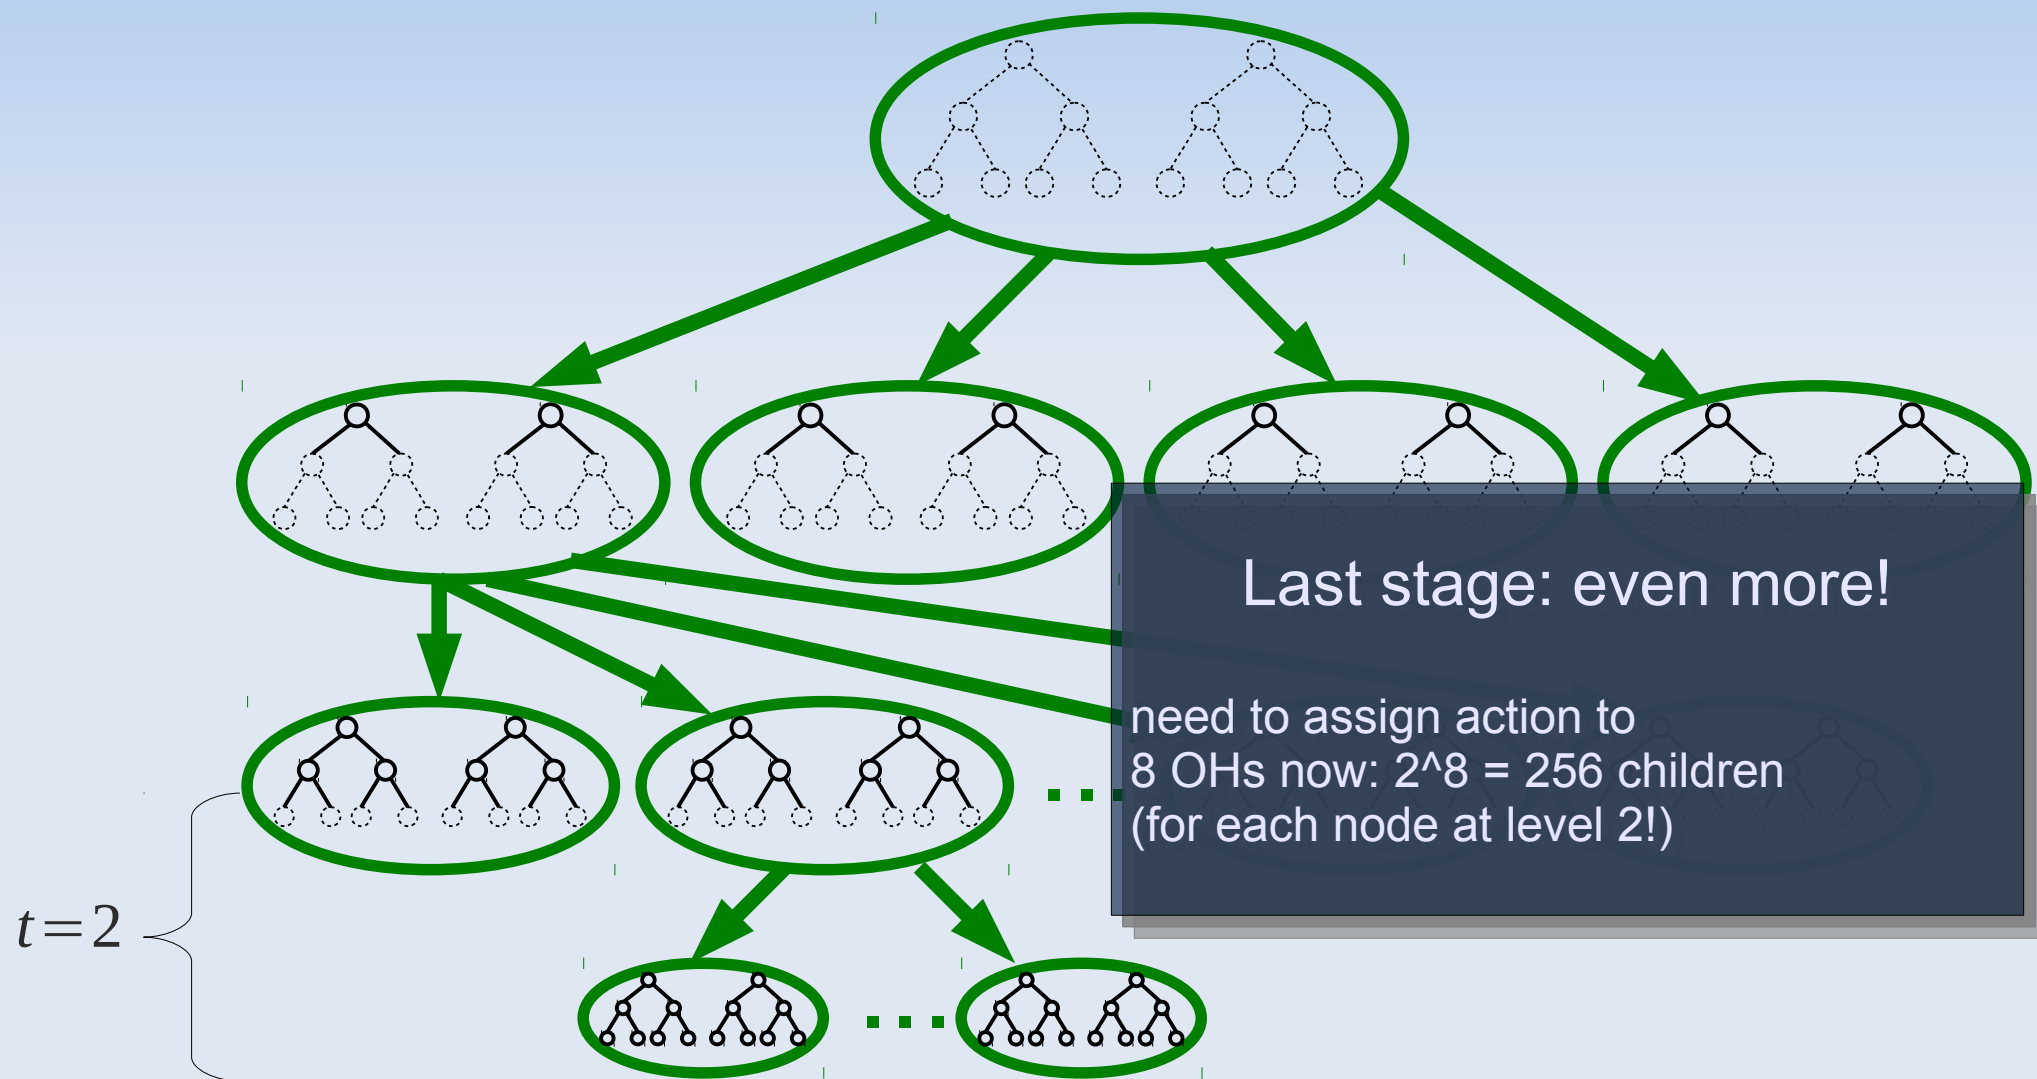 Last stage: even more!
need to assign action to
8 OHs now: 2^8 = 256 children
(for each node at level 2!)
t=2